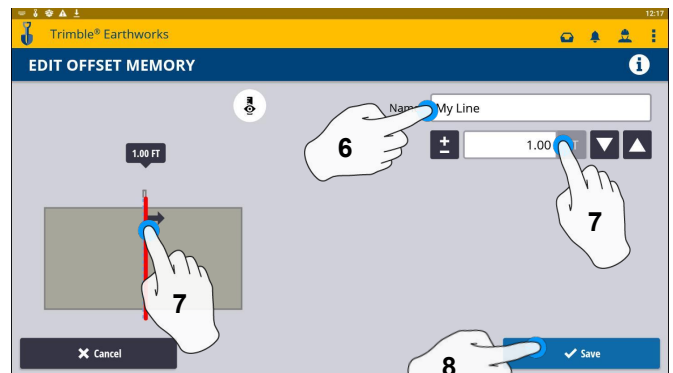 12:17
Trimble® Earthworks
EDIT OFFSET MEMORY
Name My Line
6
1.00
1.00 FT
7
7
Cancel
8
Save